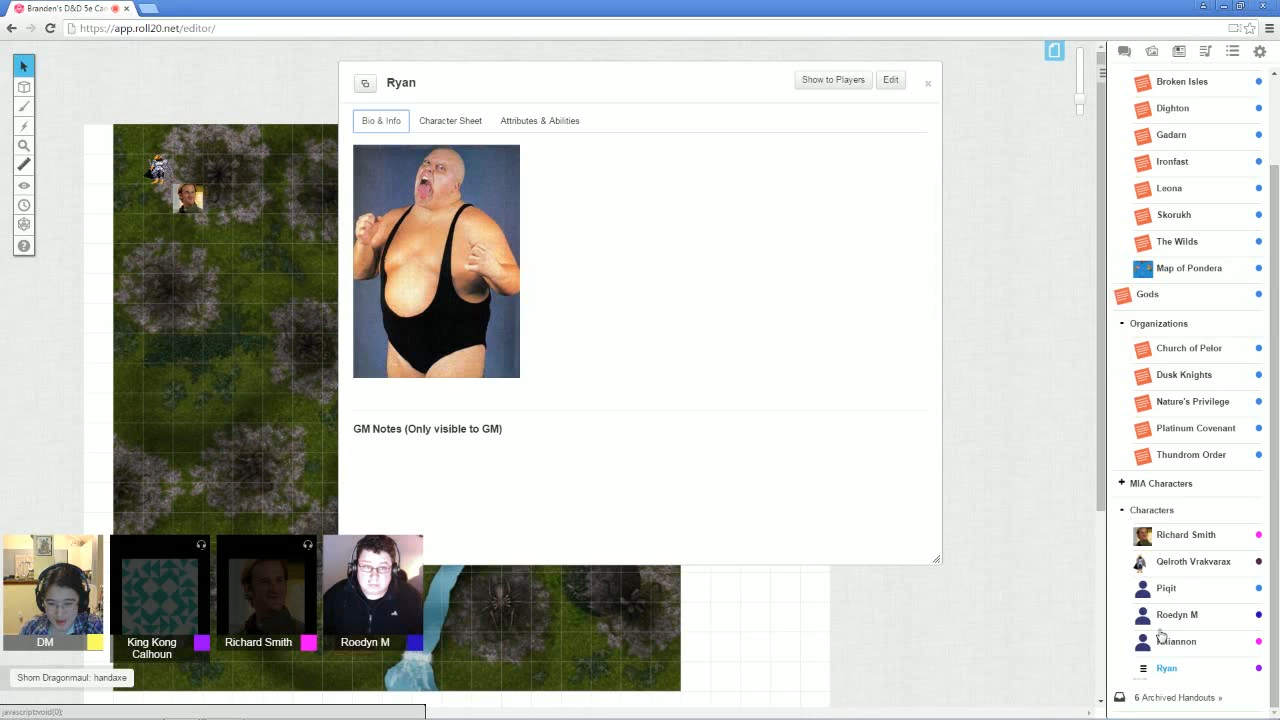 Branden's D&D 5e Cam
https://app.roll20.net/editor/
Ryan
Show to Players
Edit
Bio & Info
Character Sheet
Attributes & Abilities
GM Notes (Only visible to GM)
Broken Isles
Dighton
Gadarn
Ironfast
Leona
Skorukh
The Wilds
Map of Pondera
Gods
Organizations
Church of Pelor
Dusk Knights
Nature's Privilege
Platinum Covenant
Thundrom Order
MIA Characters
Characters
Richard Smith
Qelroth Vrakvarax
Piqit
Roedyn M
Ryan
6 Archived Handouts »
DM
King Kong
Calhoun
Richard Smith
Roedyn M
Shorn Dragonmaul: handaxe
javascript:void(0);